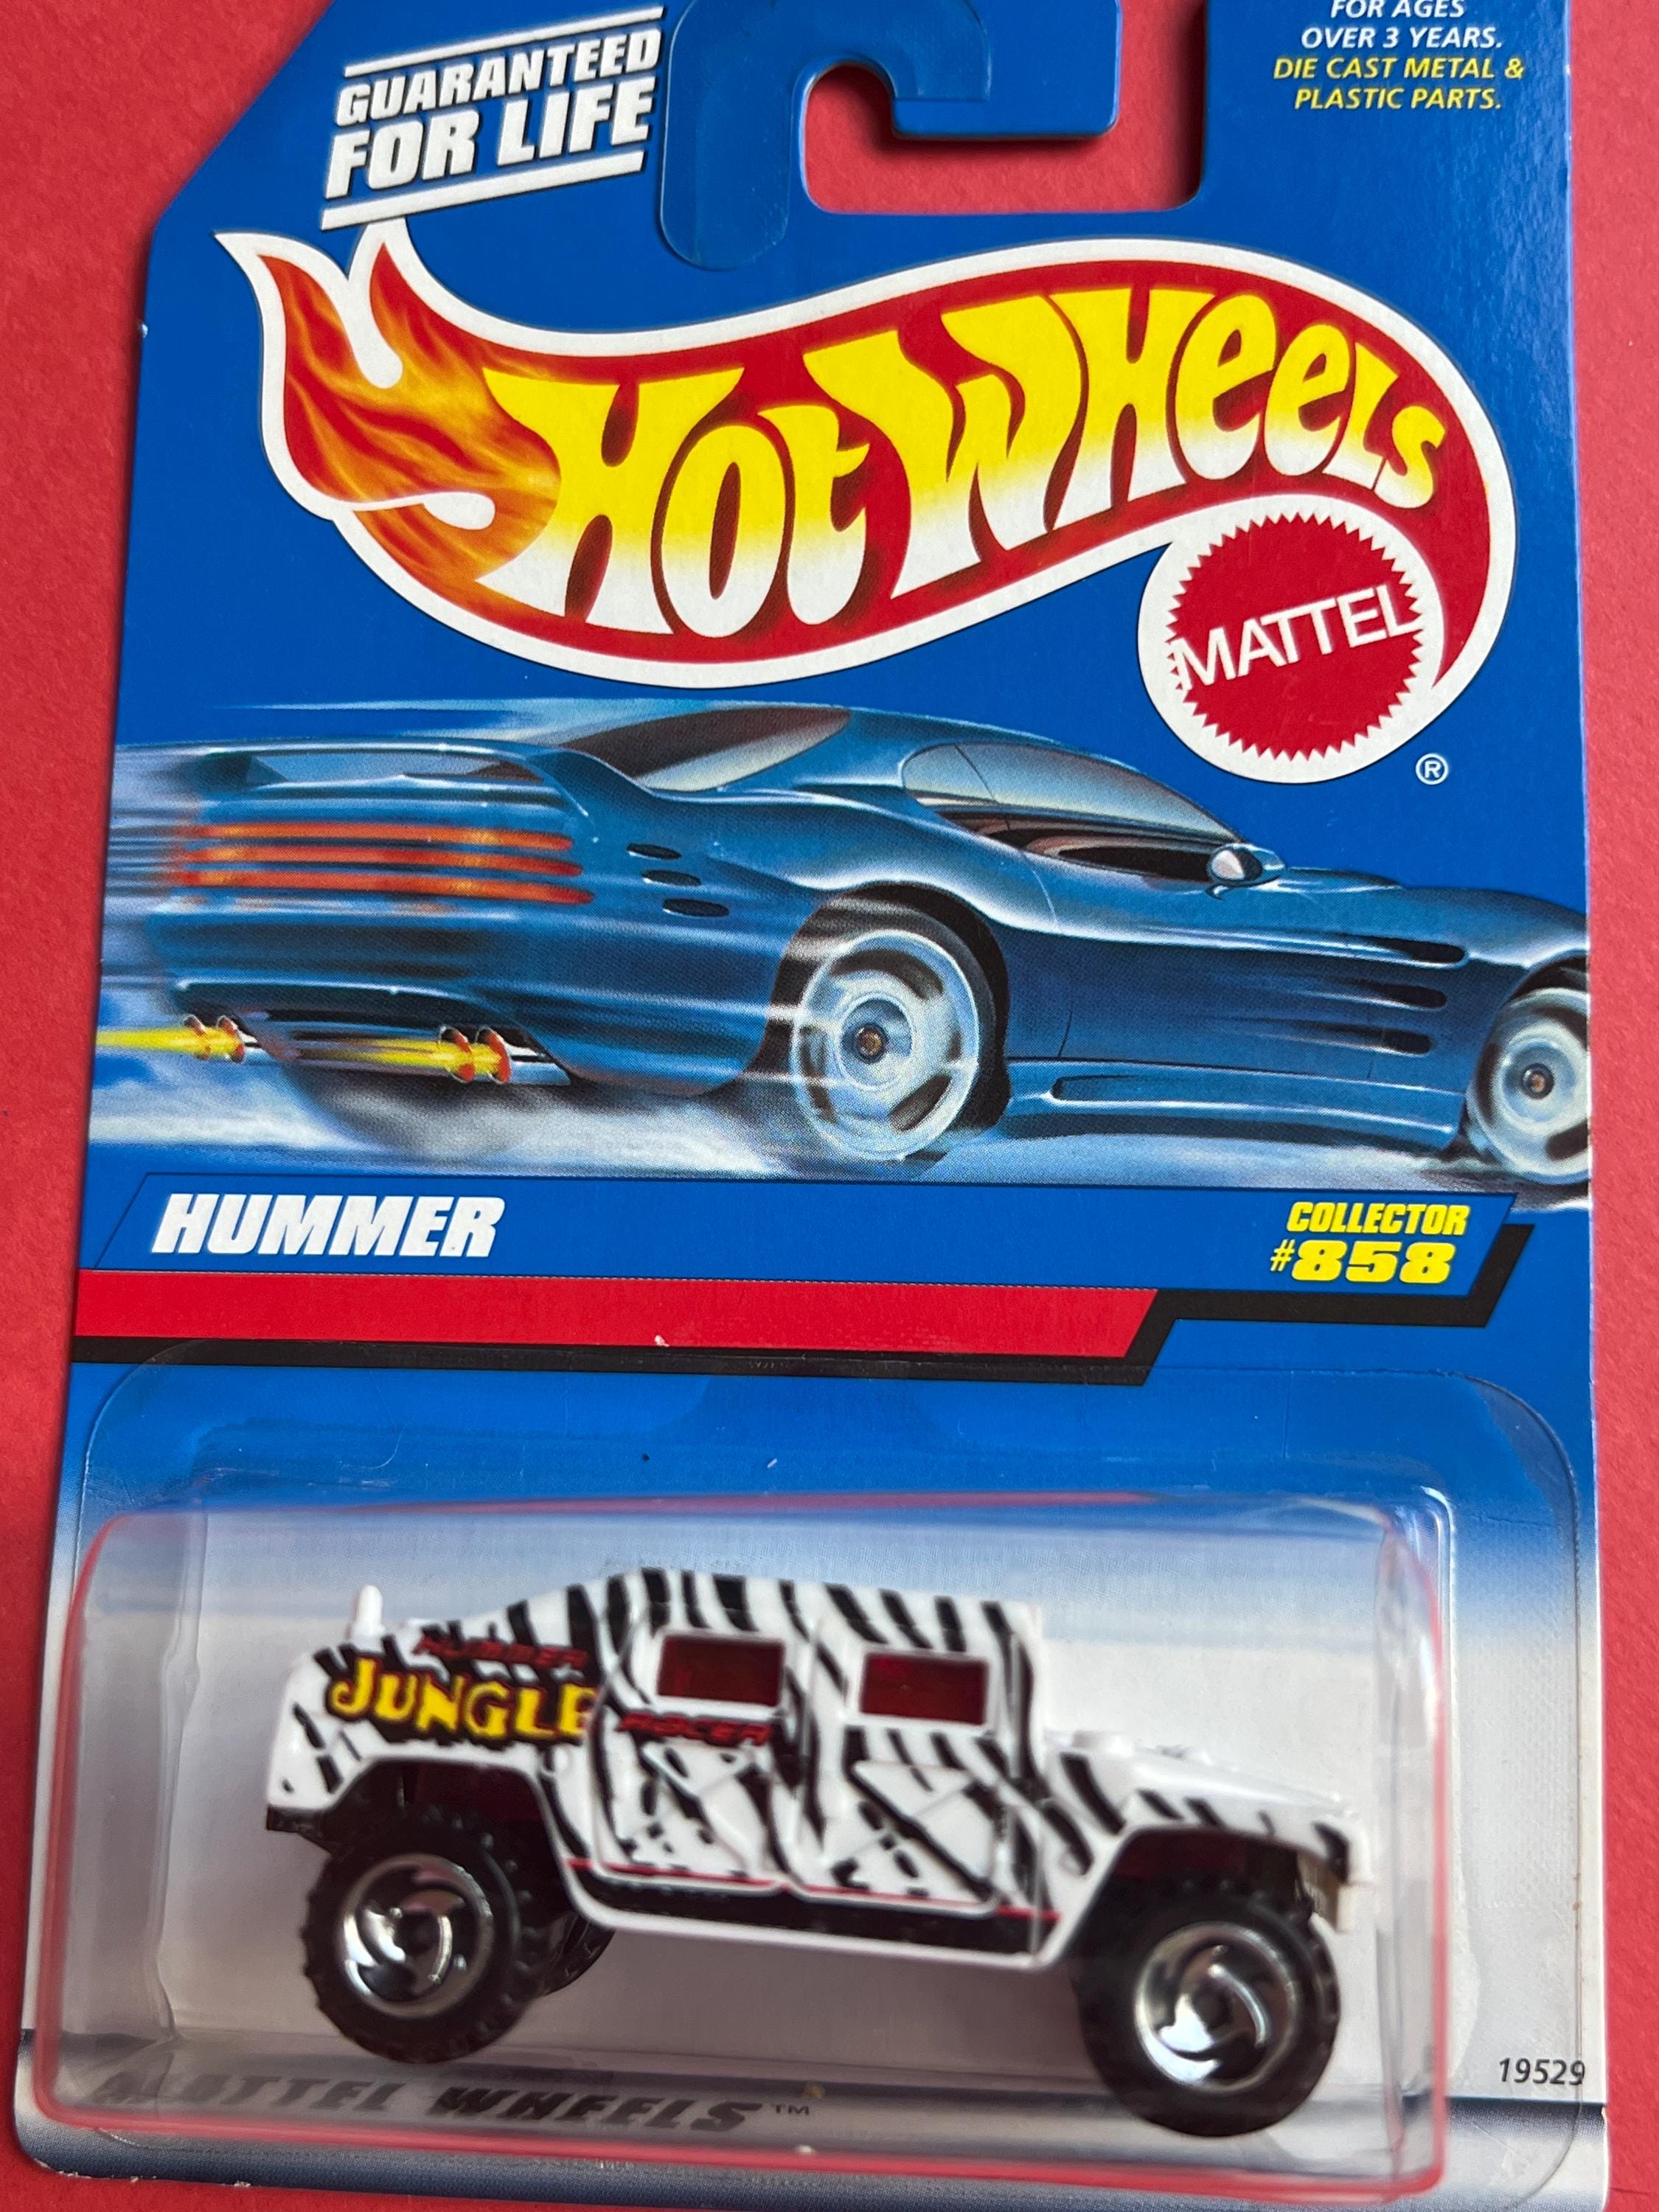 GUARANTEED
FOR LIFE
FOR AGES
OVER 3 YEARS.
DIE CAST METAL &
PLASTIC PARTS.
HOT WHEELS
MATTEL
®
HUMMER
COLLECTOR
#858
JUNGLE
RACER
19529
WHEELS™